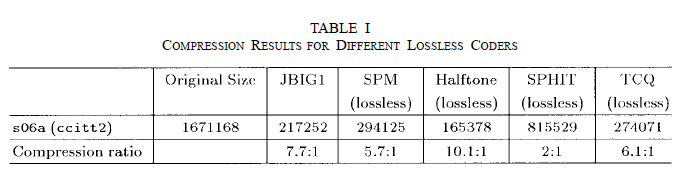 TABLE I
COMPRESSION RESULTS FOR DIFFERENT LOSSLESS CODERS
Original Size JBIG1 SPM Halftone SPHIT TCQ
(lossless) (lossless) (lossless) (lossless)
s06a (ccitt2) 1671168 217252 294125 165378 815529 274071
Compression ratio 7.7:1 5.7:1 10.1:1 2:1 6.1:1